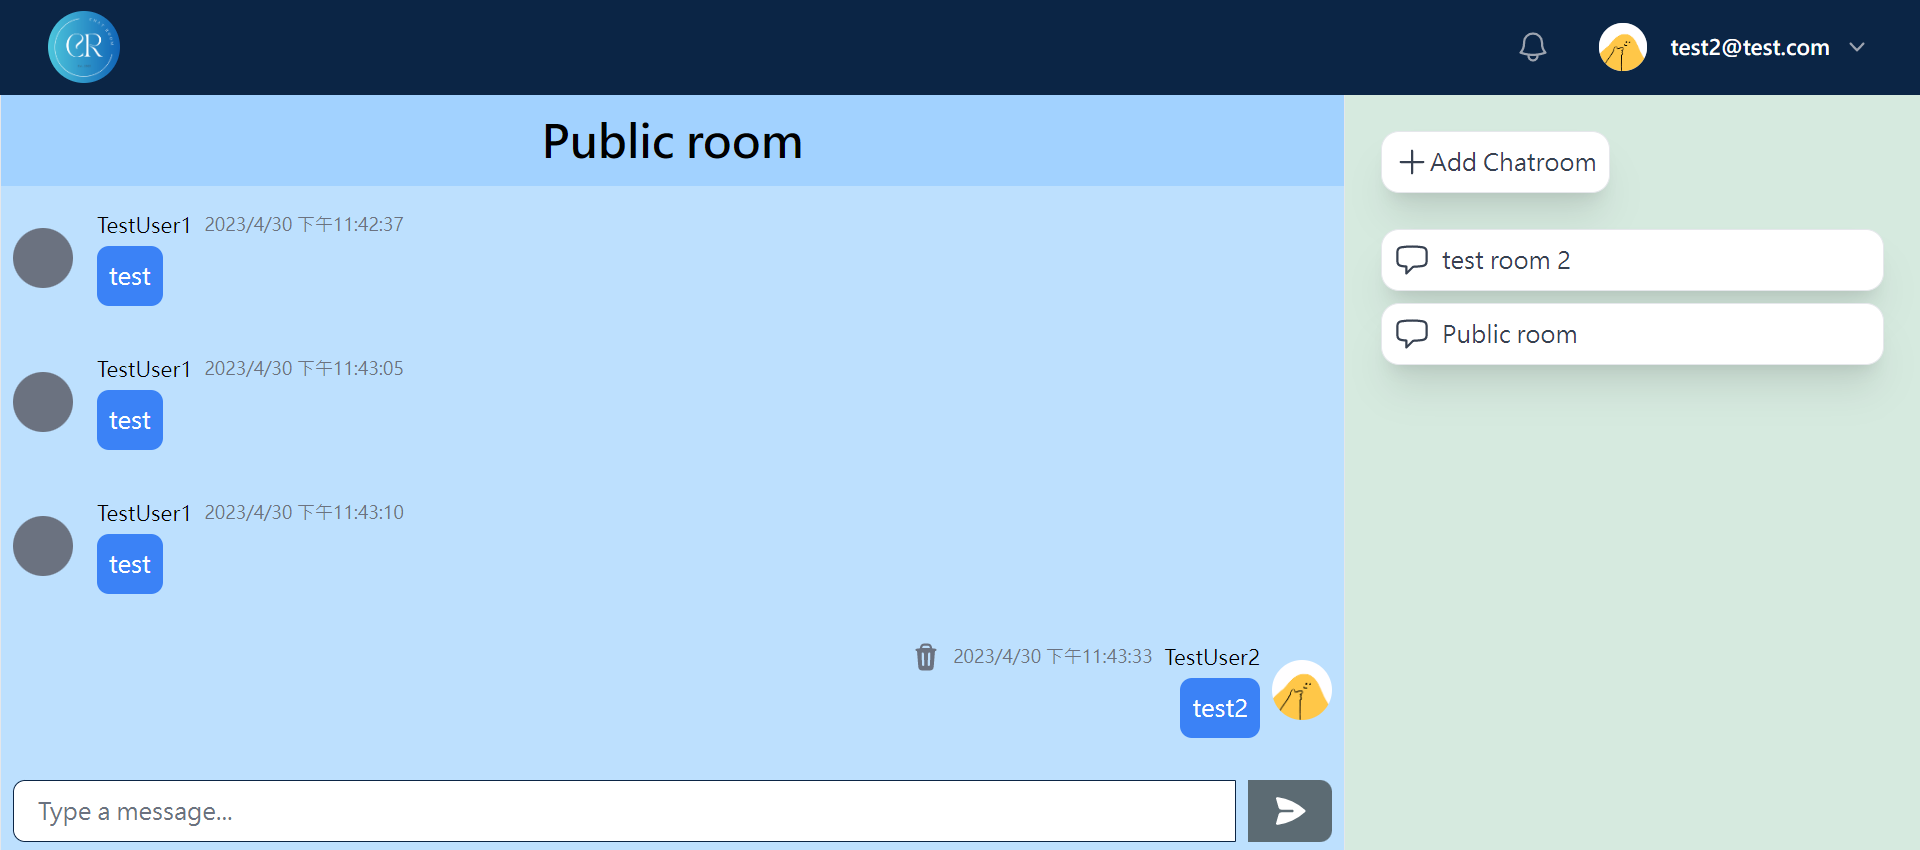 CR
test2@test.com
Public room
TestUser1 2023/4/30 下午11:42:37
test
TestUser1 2023/4/30 下午11:43:05
test
TestUser1 2023/4/30 下午11:43:10
test
2023/4/30 下午11:43:33 TestUser2
test2
Type a message...
Add Chatroom
test room 2
Public room